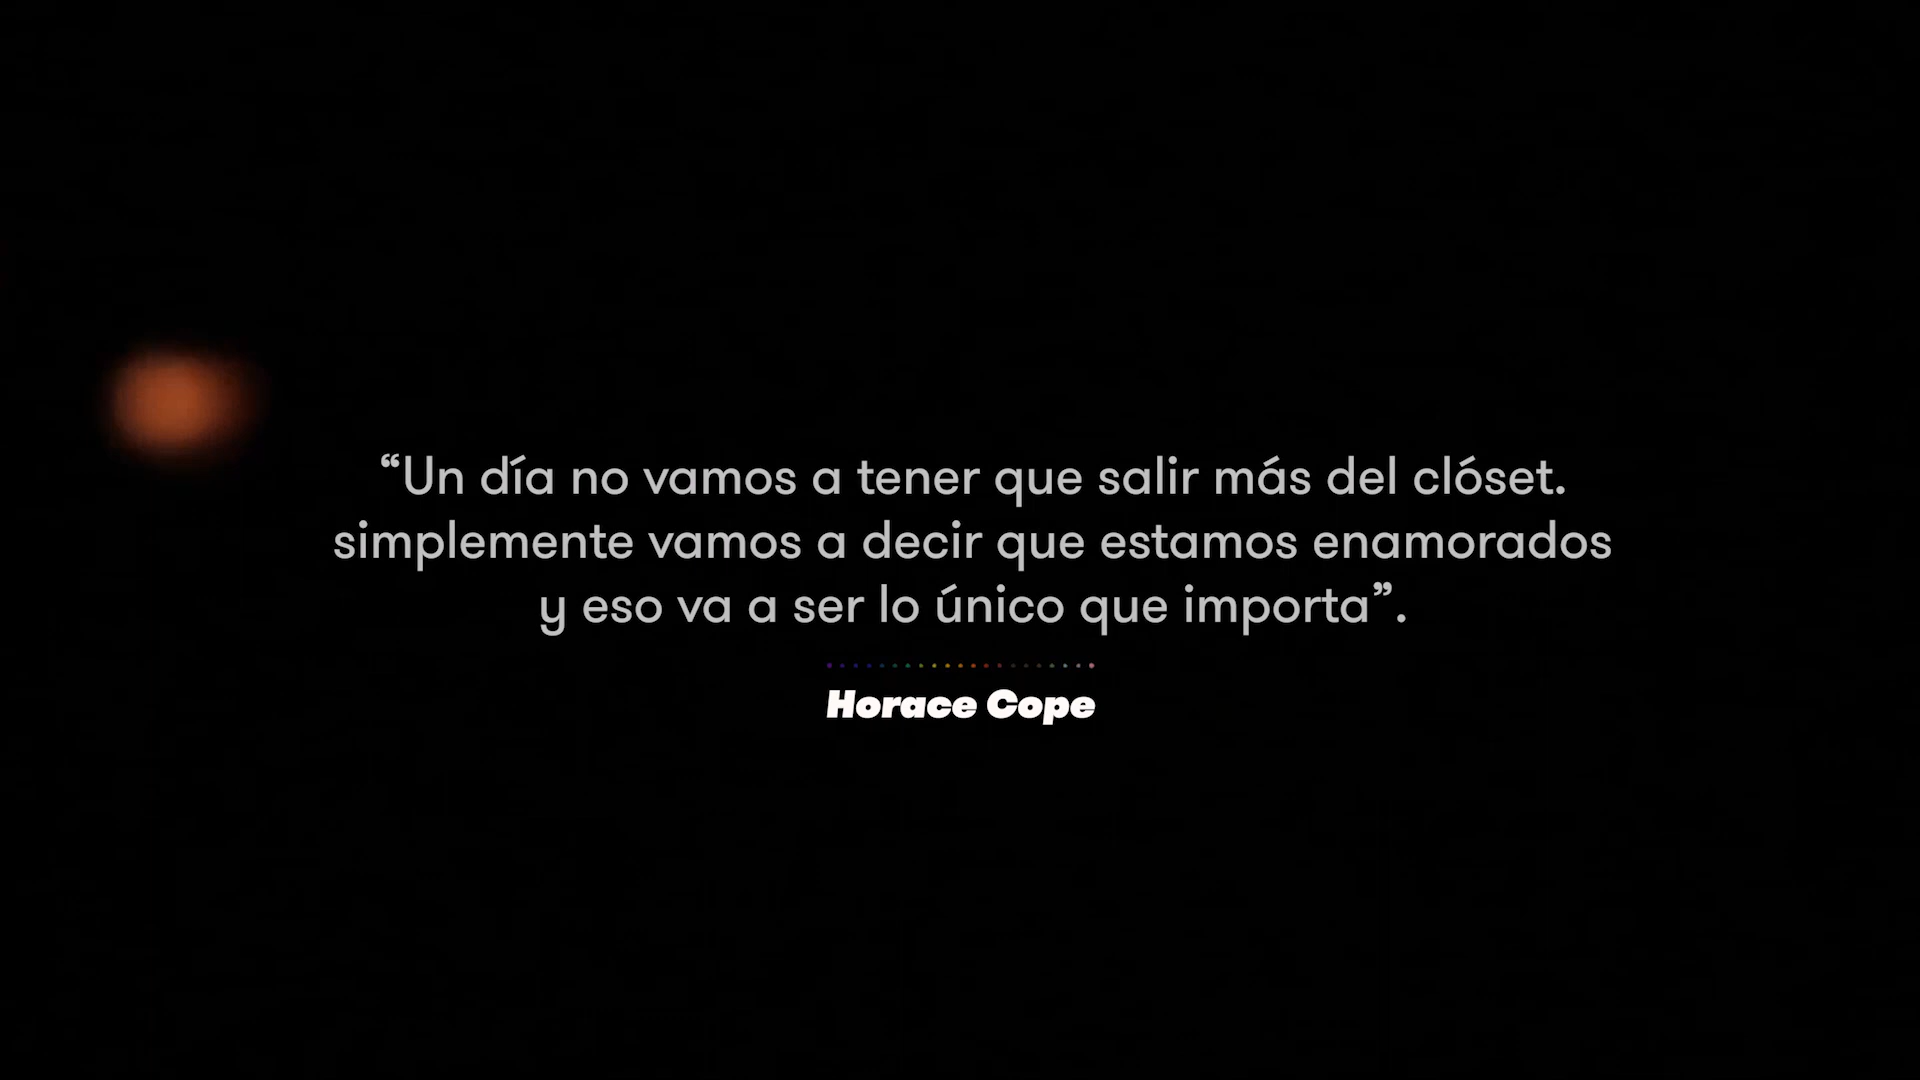 “Un día no vamos a tener que salir más del clóset.
simplemente vamos a decir que estamos enamorados
y eso va a ser lo único que importa”.
Horace Cope